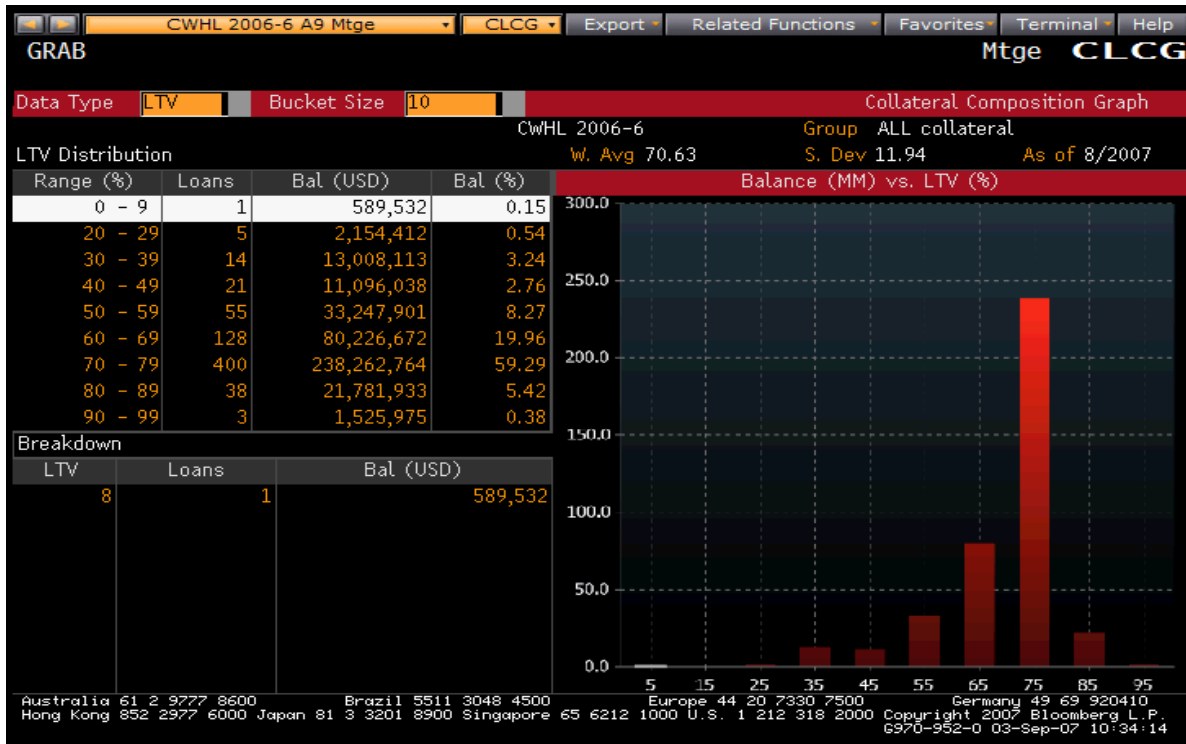 CWHL 2006-6 A9 Mtge CLCG Export Related Functions Favorites Terminal Help
GRAB Mtge CLCG
Data Type LTV Bucket Size 10 Collateral Composition Graph
CWHL 2006-6 Group ALL collateral
LTV Distribution W. Avg 70.63 S. Dev 11.94 As of 8/2007
Range (%) Loans Bal (USD) Bal (%)
0 - 9 1 589,532 0.15
20 - 29 5 2,154,412 0.54
30 - 39 14 13,008,113 3.24
40 - 49 21 11,096,038 2.76
50 - 59 55 33,247,901 8.27
60 - 69 128 80,226,672 19.96
70 - 79 400 238,262,764 59.29
80 - 89 38 21,781,933 5.42
90 - 99 3 1,525,975 0.38
Breakdown
LTV Loans Bal (USD)
8 1 589,532
Balance (MM) vs. LTV (%)
300.0
250.0
200.0
150.0
100.0
50.0
0.0
5 15 25 35 45 55 65 75 85 95
Australia 61 2 9777 8600 Brazil 5511 3048 4500 Europe 44 20 7330 7500 Germany 49 69 920410
Hong Kong 852 2977 6000 Japan 81 3 3201 8900 Singapore 65 6212 1000 U.S. 1 212 318 2000 Copyright 2007 Bloomberg L.P.
G970-952-0 03-Sep-07 10:34:14